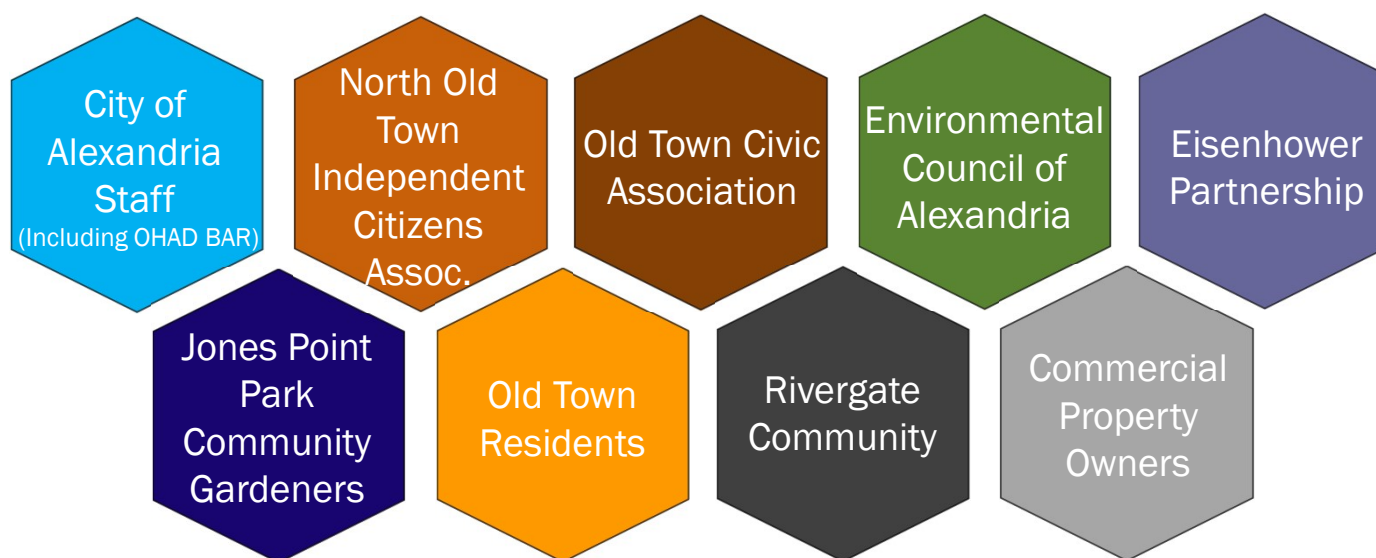 City of
Alexandria
Staff
(Including OHAD BAR)
North Old
Town
Independent
Citizens
Assoc.
Old Town Civic
Association
Environmental
Council of
Alexandria
Eisenhower
Partnership
Jones Point
Park
Community
Gardeners
Old Town
Residents
Rivergate
Community
Commercial
Property
Owners